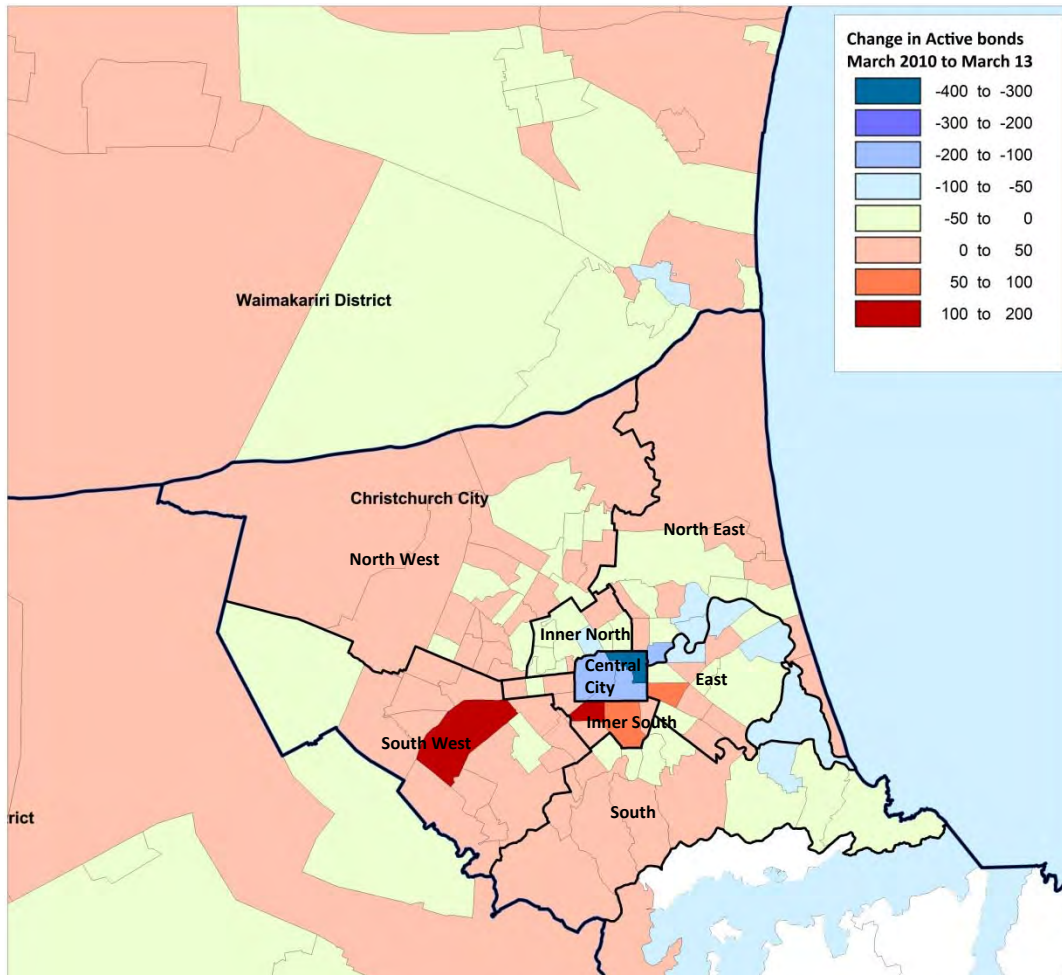 Change in Active bonds
March 2010 to March 13
-400 to -300
-300 to -200
-200 to -100
-100 to -50
-50 to 0
0 to 50
50 to 100
100 to 200
Waimakariri District
Christchurch City
North West
North East
Inner North
Central
City
East
Inner South
South West
South
rict